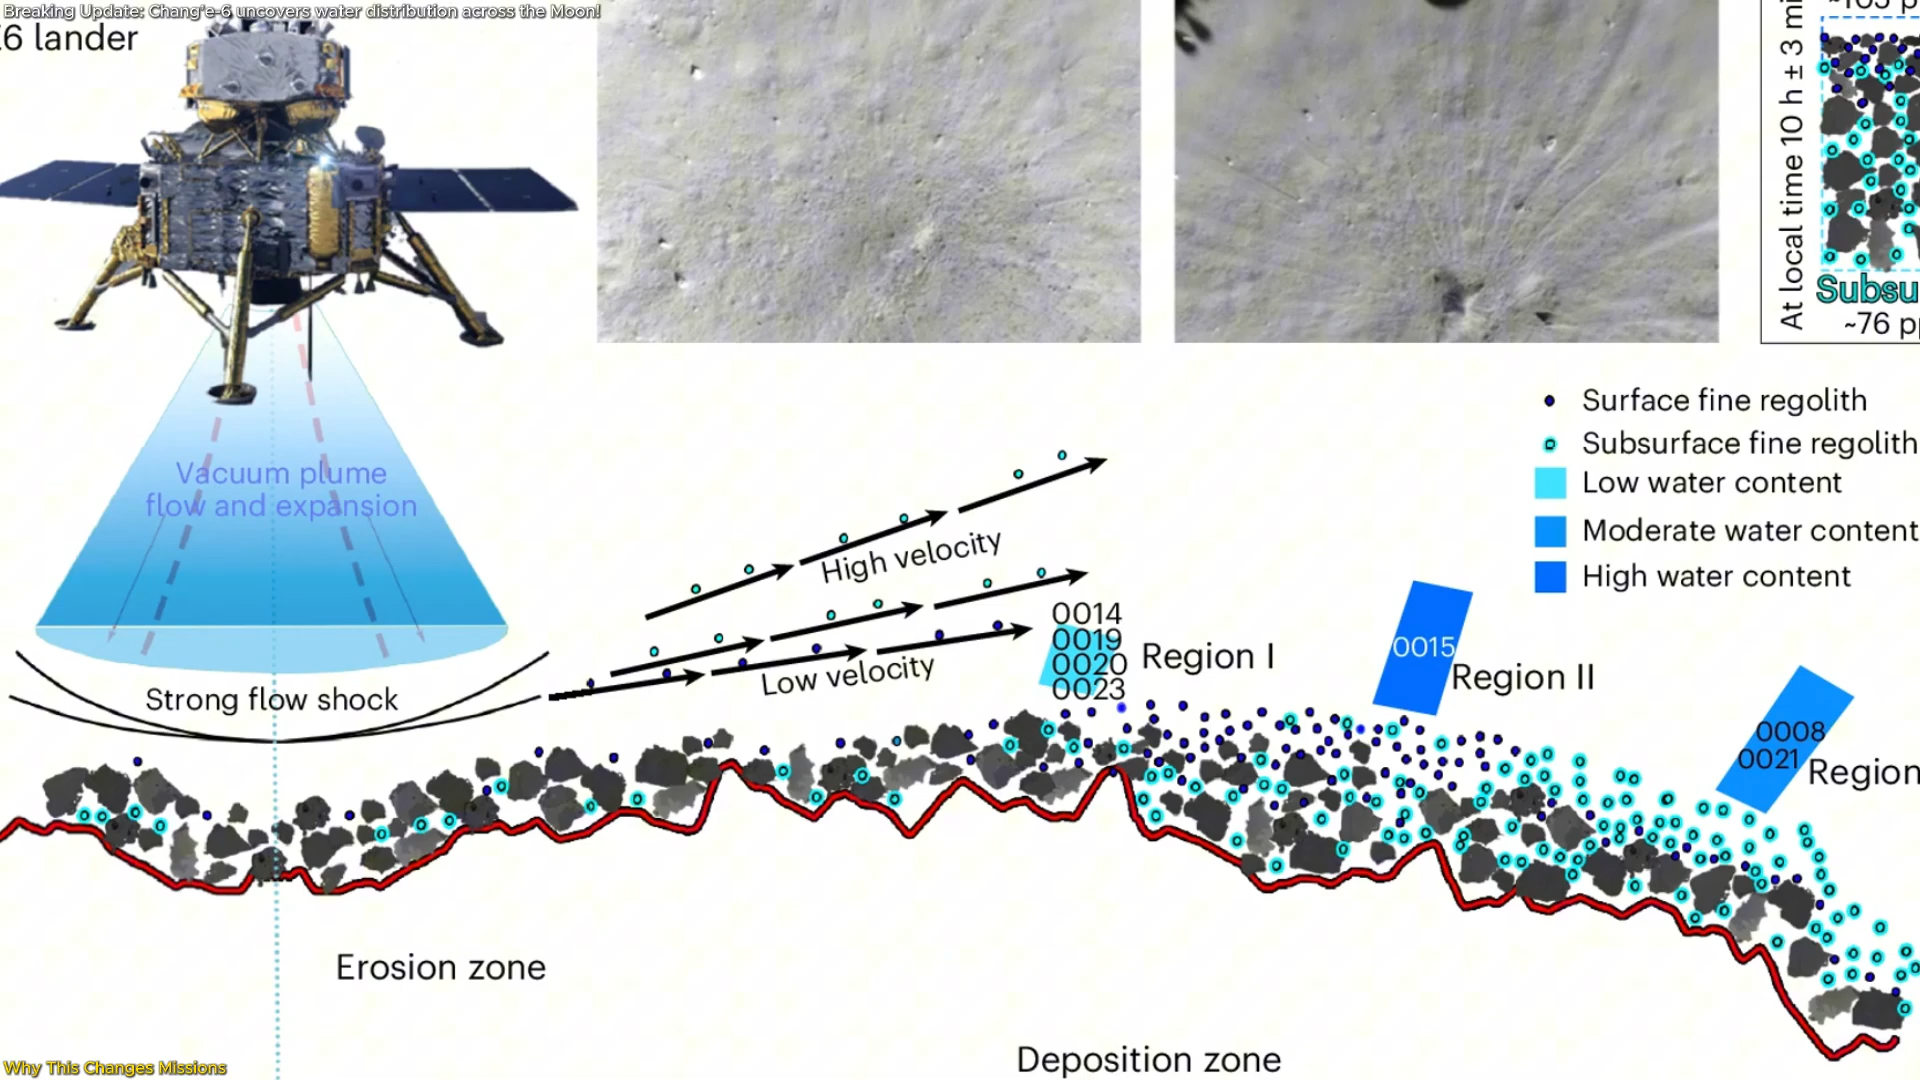 Breaking Update: Chang'e-6 uncovers water distribution across the Moon!
6 lander
At local time 10 h ± 3 mi
Subsu
~76 pp
Surface fine regolith
Subsurface fine regolith
Low water content
Moderate water content
High water content
Vacuum plume
flow and expansion
High velocity
Low velocity
Strong flow shock
0014
0019
0020
0023
Region I
0015
Region II
0008
0021
Region
Erosion zone
Deposition zone
Why This Changes Missions